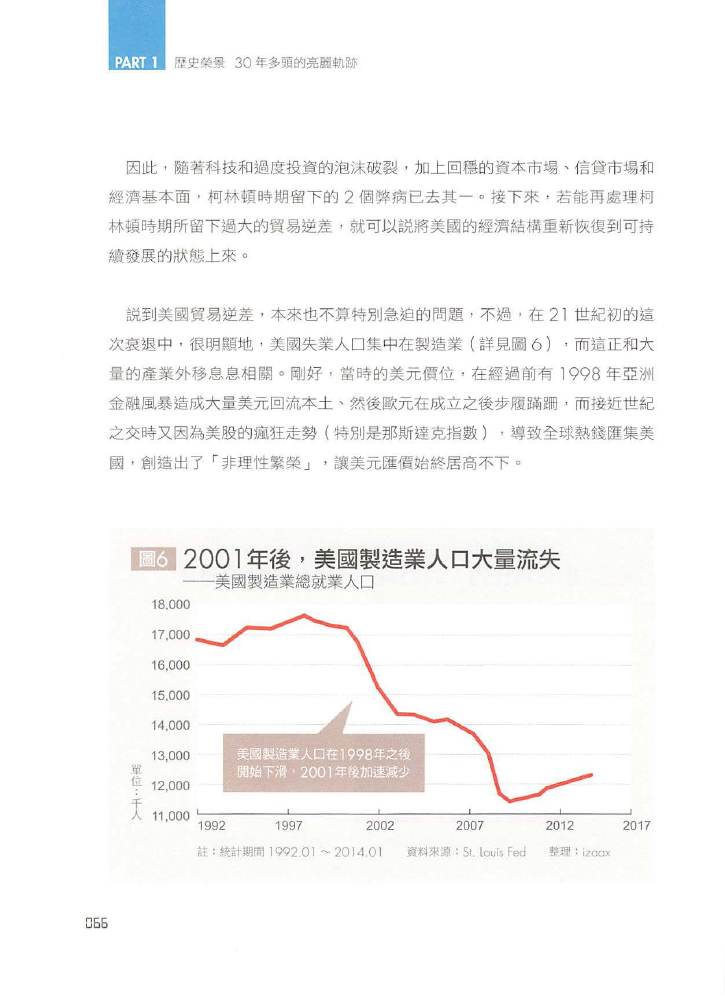 PART 1 歷史榮景 30 年多頭的亮麗軌跡
因此，隨著科技和過度投資的泡沫破裂，加上回穩的資本市場、信貸市場和
經濟基本面，柯林頓時期留下的 2 個弊病已去其一。接下來，若能再處理柯
林頓時期所留下過大的貿易逆差，就可以說將美國的經濟結構重新恢復到可持
續發展的狀態上來。
說到美國貿易逆差，本來也不算特別急迫的問題，不過，在 21 世紀初的這
次衰退中，很明顯地，美國失業人口集中在製造業（詳見圖 6），而這正和大
量的產業外移息息相關。剛好，當時的美元價位，在經過前有 1998 年亞洲
金融風暴造成大量美元回流本土、然後歐元在成立之後步履蹣跚，而接近世紀
之交時又因為美股的瘋狂走勢（特別是那斯達克指數），導致全球熱錢匯集美
國，創造出了「非理性繁榮」，讓美元匯價始終居高不下。
圖6 2001年後，美國製造業人口大量流失
——美國製造業總就業人口
18,000
17,000
16,000
15,000
14,000
13,000
12,000
11,000
單位：千人
美國製造業人口在1998年之後
開始下滑，2001年後加速減少
1992 1997 2002 2007 2012 2017
註：統計期間 1992.01 ～ 2014.01 資料來源：St. Louis Fed 整理：izaax
066